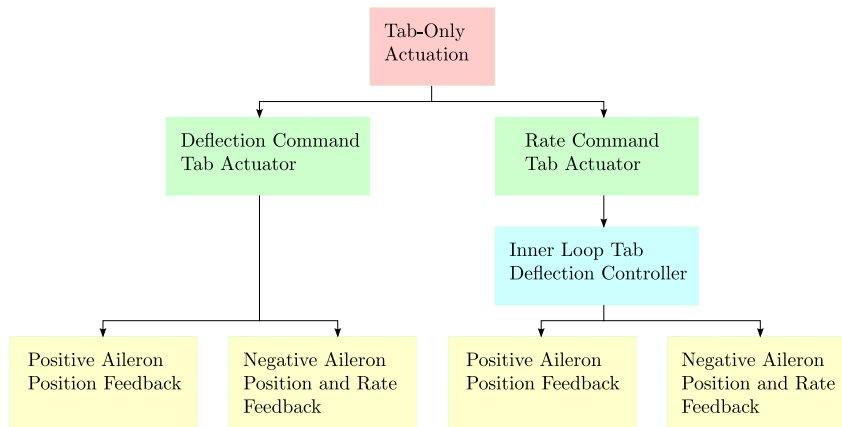 Tab-Only
Actuation
Deflection Command
Tab Actuator
Rate Command
Tab Actuator
Inner Loop Tab
Deflection Controller
Positive Aileron
Position Feedback
Negative Aileron
Position and Rate
Feedback
Positive Aileron
Position Feedback
Negative Aileron
Position and Rate
Feedback